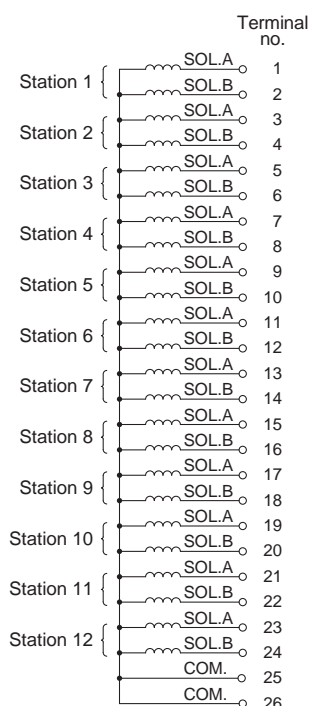 Terminal
no.
SOL.A 1
Station 1
SOL.B 2
SOL.A 3
Station 2
SOL.B 4
SOL.A 5
Station 3
SOL.B 6
SOL.A 7
Station 4
SOL.B 8
SOL.A 9
Station 5
SOL.B 10
SOL.A 11
Station 6
SOL.B 12
SOL.A 13
Station 7
SOL.B 14
SOL.A 15
Station 8
SOL.B 16
SOL.A 17
Station 9
SOL.B 18
SOL.A 19
Station 10
SOL.B 20
SOL.A 21
Station 11
SOL.B 22
SOL.A 23
Station 12
SOL.B 24
COM. 25
COM. 26